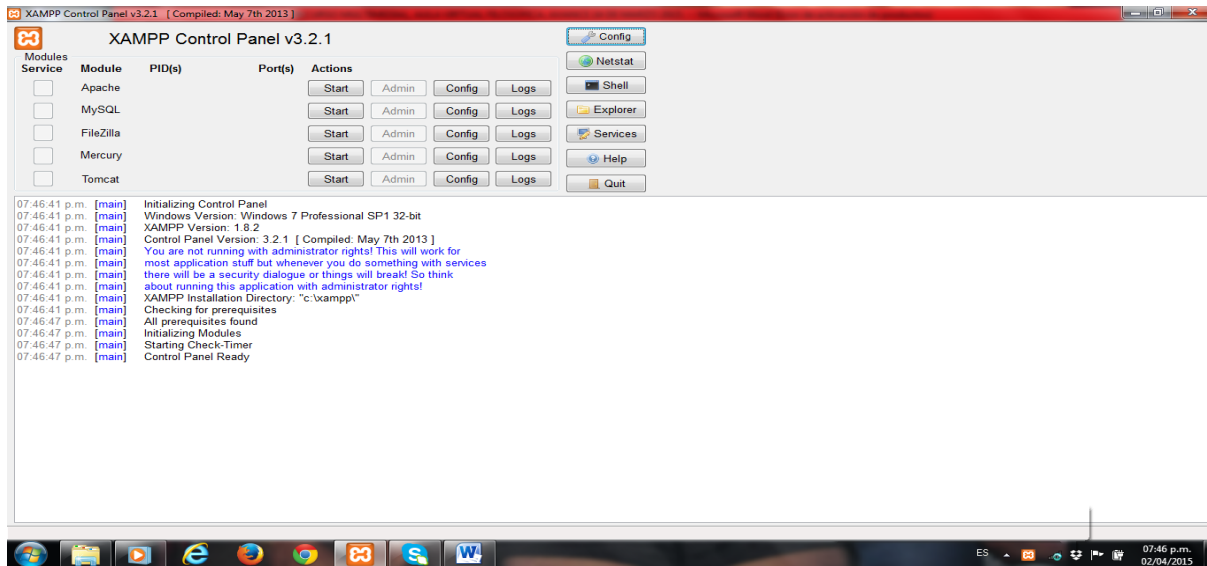 XAMPP Control Panel v3.2.1 [ Compiled: May 7th 2013 ]
XAMPP Control Panel v3.2.1
Config
Modules
Netstat
Service Module PID(s) Port(s) Actions
Apache Start Admin Config Logs
Shell
MySQL Start Admin Config Logs
Explorer
FileZilla Start Admin Config Logs
Services
Mercury Start Admin Config Logs
Help
Tomcat Start Admin Config Logs
Quit
07:46:41 p.m. [main] Initializing Control Panel
07:46:41 p.m. [main] Windows Version: Windows 7 Professional SP1 32-bit
07:46:41 p.m. [main] XAMPP Version: 1.8.2
07:46:41 p.m. [main] Control Panel Version: 3.2.1 [ Compiled: May 7th 2013 ]
07:46:41 p.m. [main] You are not running with administrator rights! This will work for
07:46:41 p.m. [main] most application stuff but whenever you do something with services
07:46:41 p.m. [main] there will be a security dialogue or things will break! So think
07:46:41 p.m. [main] about running this application with administrator rights!
07:46:41 p.m. [main] XAMPP Installation Directory: "c:\xampp\"
07:46:41 p.m. [main] Checking for prerequisites
07:46:47 p.m. [main] All prerequisites found
07:46:47 p.m. [main] Initializing Modules
07:46:47 p.m. [main] Starting Check-Timer
07:46:47 p.m. [main] Control Panel Ready
ES
07:46 p.m.
02/04/2015